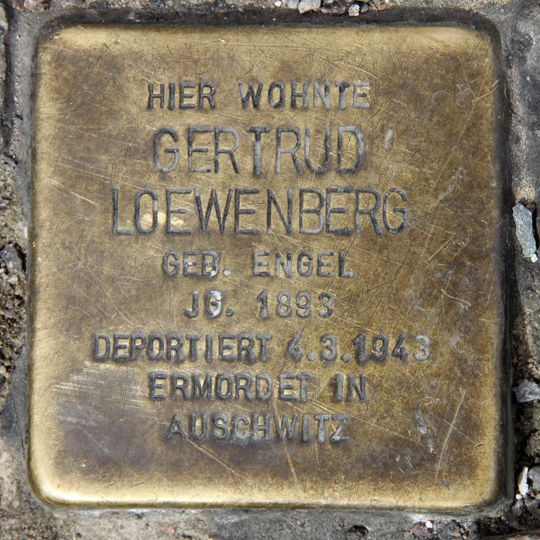 HIER WOHNTE
GERTRUD
LOEWENBERG
GEB. ENGEL
JG. 1893
DEPORTIERT 4.3.1943
ERMORDET IN
AUSCHWITZ